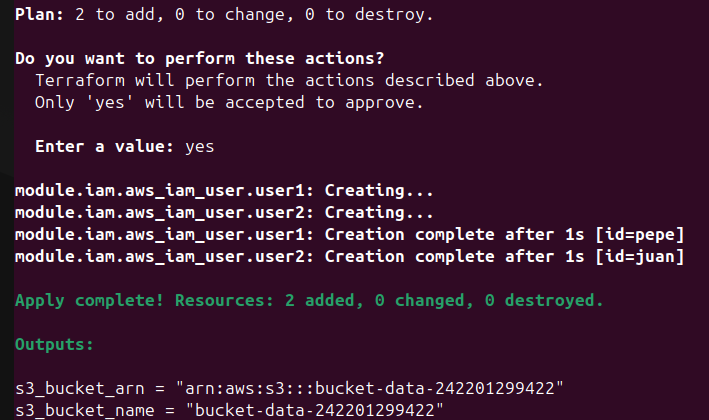 Plan: 2 to add, 0 to change, 0 to destroy.
Do you want to perform these actions?
Terraform will perform the actions described above.
Only 'yes' will be accepted to approve.
Enter a value: yes
module.iam.aws_iam_user.user1: Creating...
module.iam.aws_iam_user.user2: Creating...
module.iam.aws_iam_user.user1: Creation complete after 1s [id=pepe]
module.iam.aws_iam_user.user2: Creation complete after 1s [id=juan]
Apply complete! Resources: 2 added, 0 changed, 0 destroyed.
Outputs:
s3_bucket_arn = "arn:aws:s3:::bucket-data-242201299422"
s3_bucket_name = "bucket-data-242201299422"